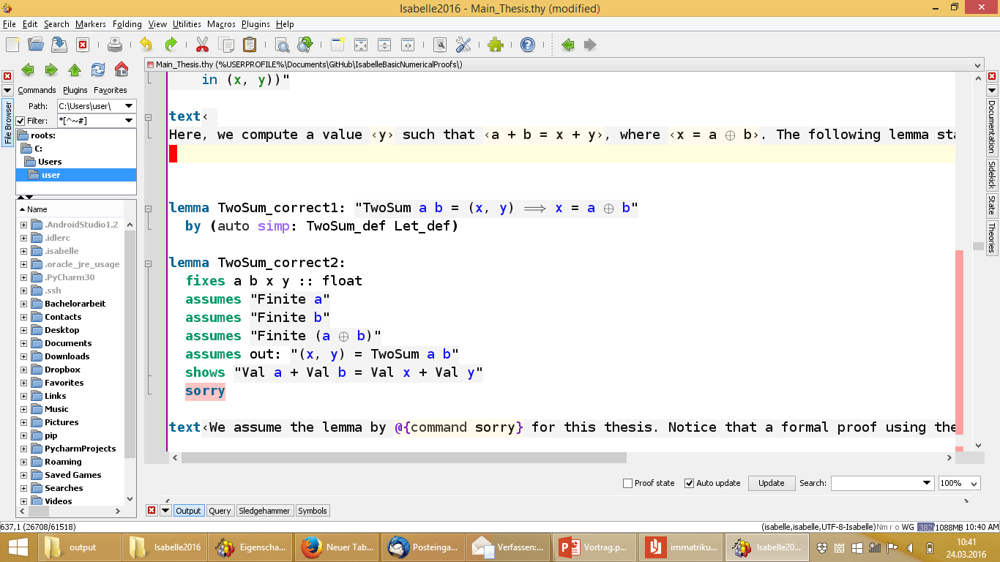 Isabelle2016 - Main_Thesis.thy (modified)
File Edit Search Markers Folding View Utilities Macros Plugins Help
Main_Thesis.thy (%USERPROFILE%\Documents\GitHub\IsabelleBasicNumericalProofs\)
Commands Plugins Favorites
Path: C:\Users\user\
Filter: *[^~#]
File Browser
roots:
C:
Users
user
Name
.AndroidStudio1.2
.idlerc
.isabelle
.oracle_jre_usage
.PyCharm30
.ssh
Bachelorarbeit
Contacts
Desktop
Documents
Downloads
Dropbox
Favorites
Links
Music
Pictures
pip
PycharmProjects
Roaming
Saved Games
Searches
Videos
in (x, y))"
text‹
Here, we compute a value ‹y› such that ‹a + b = x + y›, where ‹x = a ⊕ b›. The following lemma sta
lemma TwoSum_correct1: "TwoSum a b = (x, y) ⟹ x = a ⊕ b"
by (auto simp: TwoSum_def Let_def)
lemma TwoSum_correct2:
fixes a b x y :: float
assumes "Finite a"
assumes "Finite b"
assumes "Finite (a ⊕ b)"
assumes out: "(x, y) = TwoSum a b"
shows "Val a + Val b = Val x + Val y"
sorry
text‹We assume the lemma by @{command sorry} for this thesis. Notice that a formal proof using the
Documentation
Sidekick
State
Theories
Proof state Auto update Update Search: 100%
Output Query Sledgehammer Symbols
637,1 (26708/61518) (isabelle,isabelle,UTF-8-Isabelle)Nm r o WG 382/1088MB 10:40 AM
output Isabelle2016 Eigenscha... Neuer Tab... Posteinga... Verfassen:... Vortrag.p... immatriku... Isabelle20...
10:41
24.03.2016